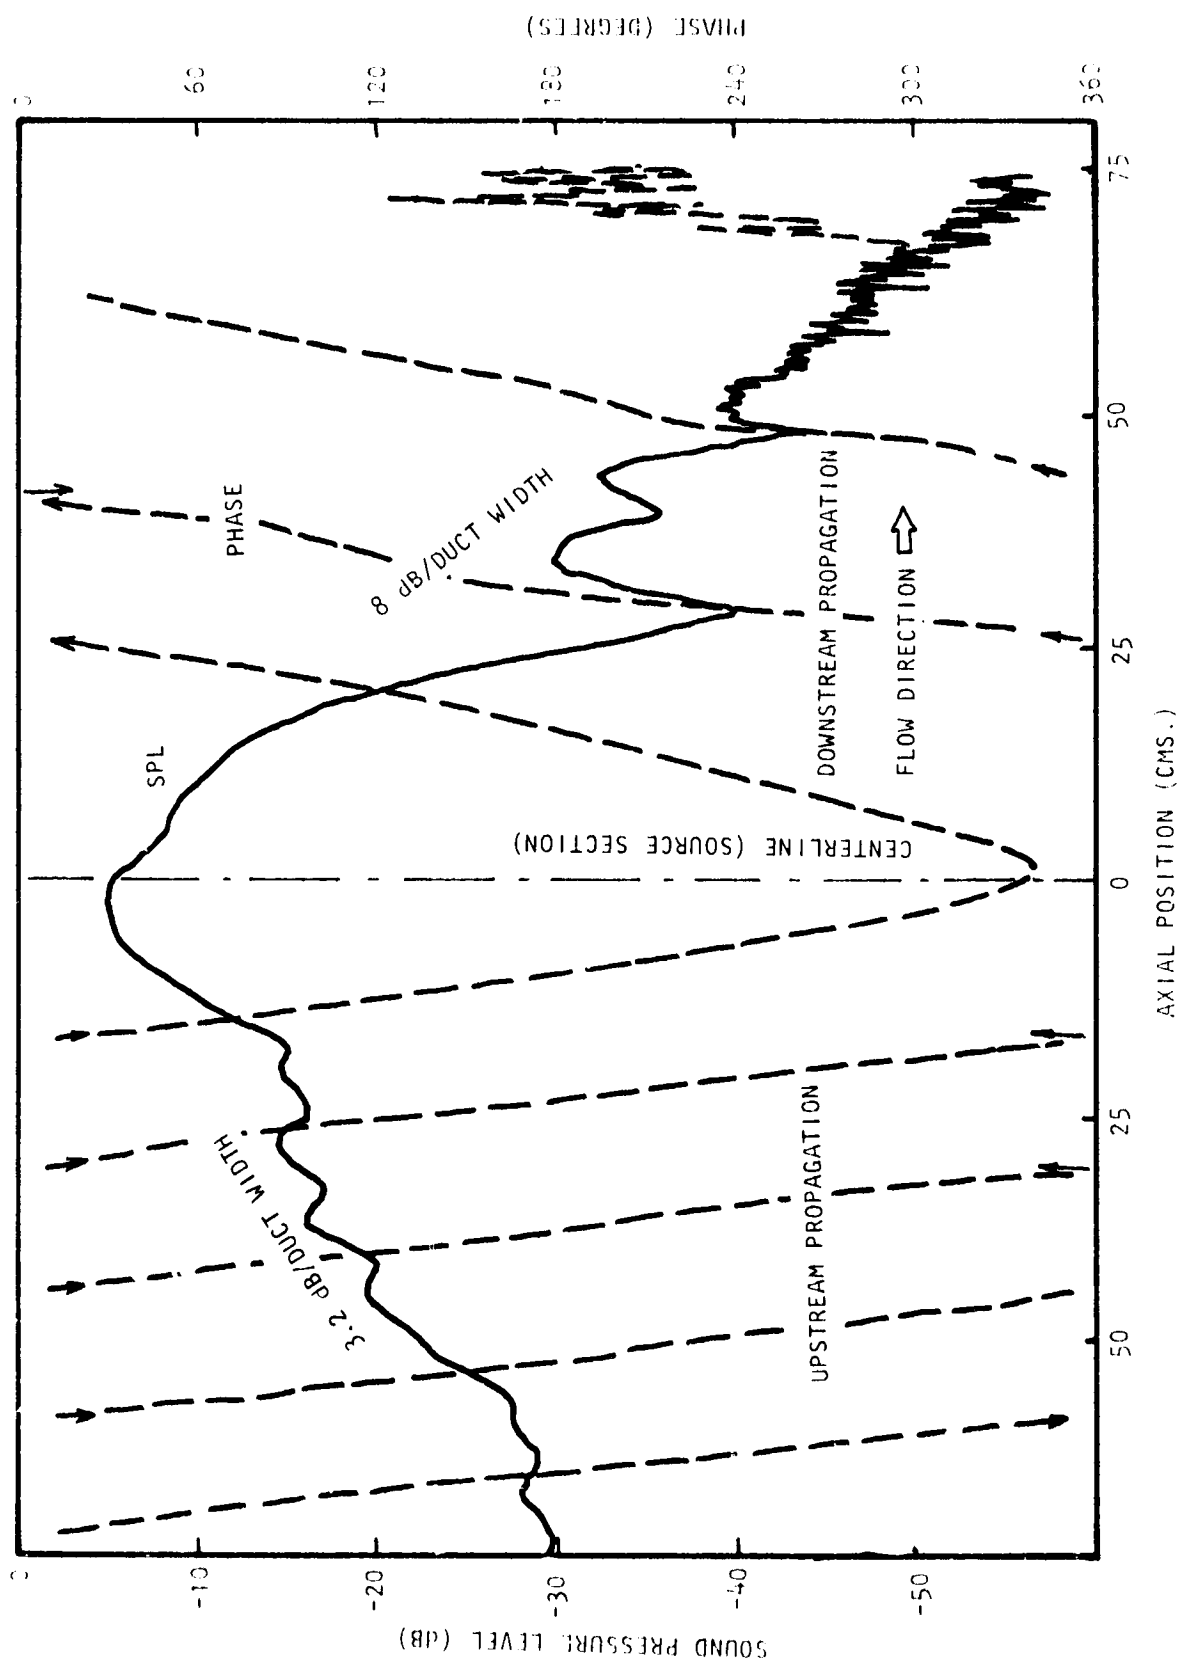 SOUND PRESSURE LEVEL (dB)
0
-10
-20
-30
-40
-50
PHASE (DEGREES)
0
60
120
180
240
300
360
SPL
PHASE
3.2 dB/DUCT WIDTH
8 dB/DUCT WIDTH
CENTERLINE (SOURCE SECTION)
UPSTREAM PROPAGATION
DOWNSTREAM PROPAGATION
FLOW DIRECTION
50
25
0
25
50
75
AXIAL POSITION (CMS.)